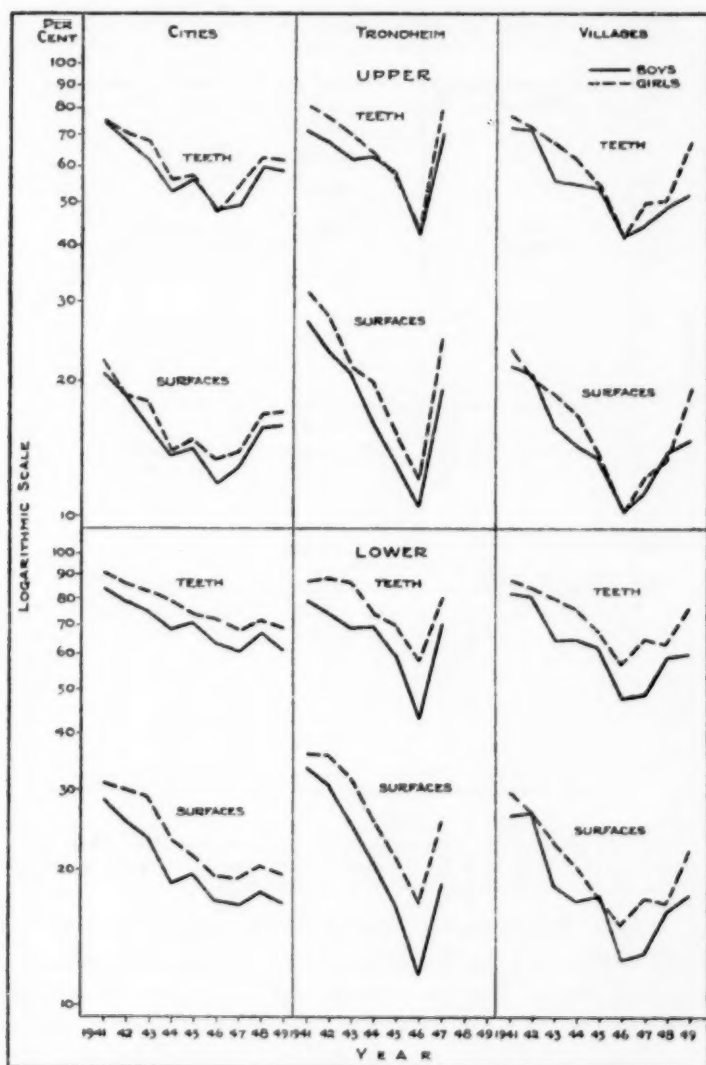 PER CENT
CITIES
TRONDHEIM
VILLAGES
100
90
80
70
60
50
40
30
20
10
UPPER
BOYS
GIRLS
TEETH
TEETH
TEETH
SURFACES
SURFACES
SURFACES
LOGARITHMIC SCALE
100
90
80
70
60
50
40
30
20
10
LOWER
TEETH
TEETH
TEETH
SURFACES
SURFACES
SURFACES
1941 42 43 44 45 46 47 48 49
1941 42 43 44 45 46 47 48 49
1941 42 43 44 45 46 47 48 49
YEAR